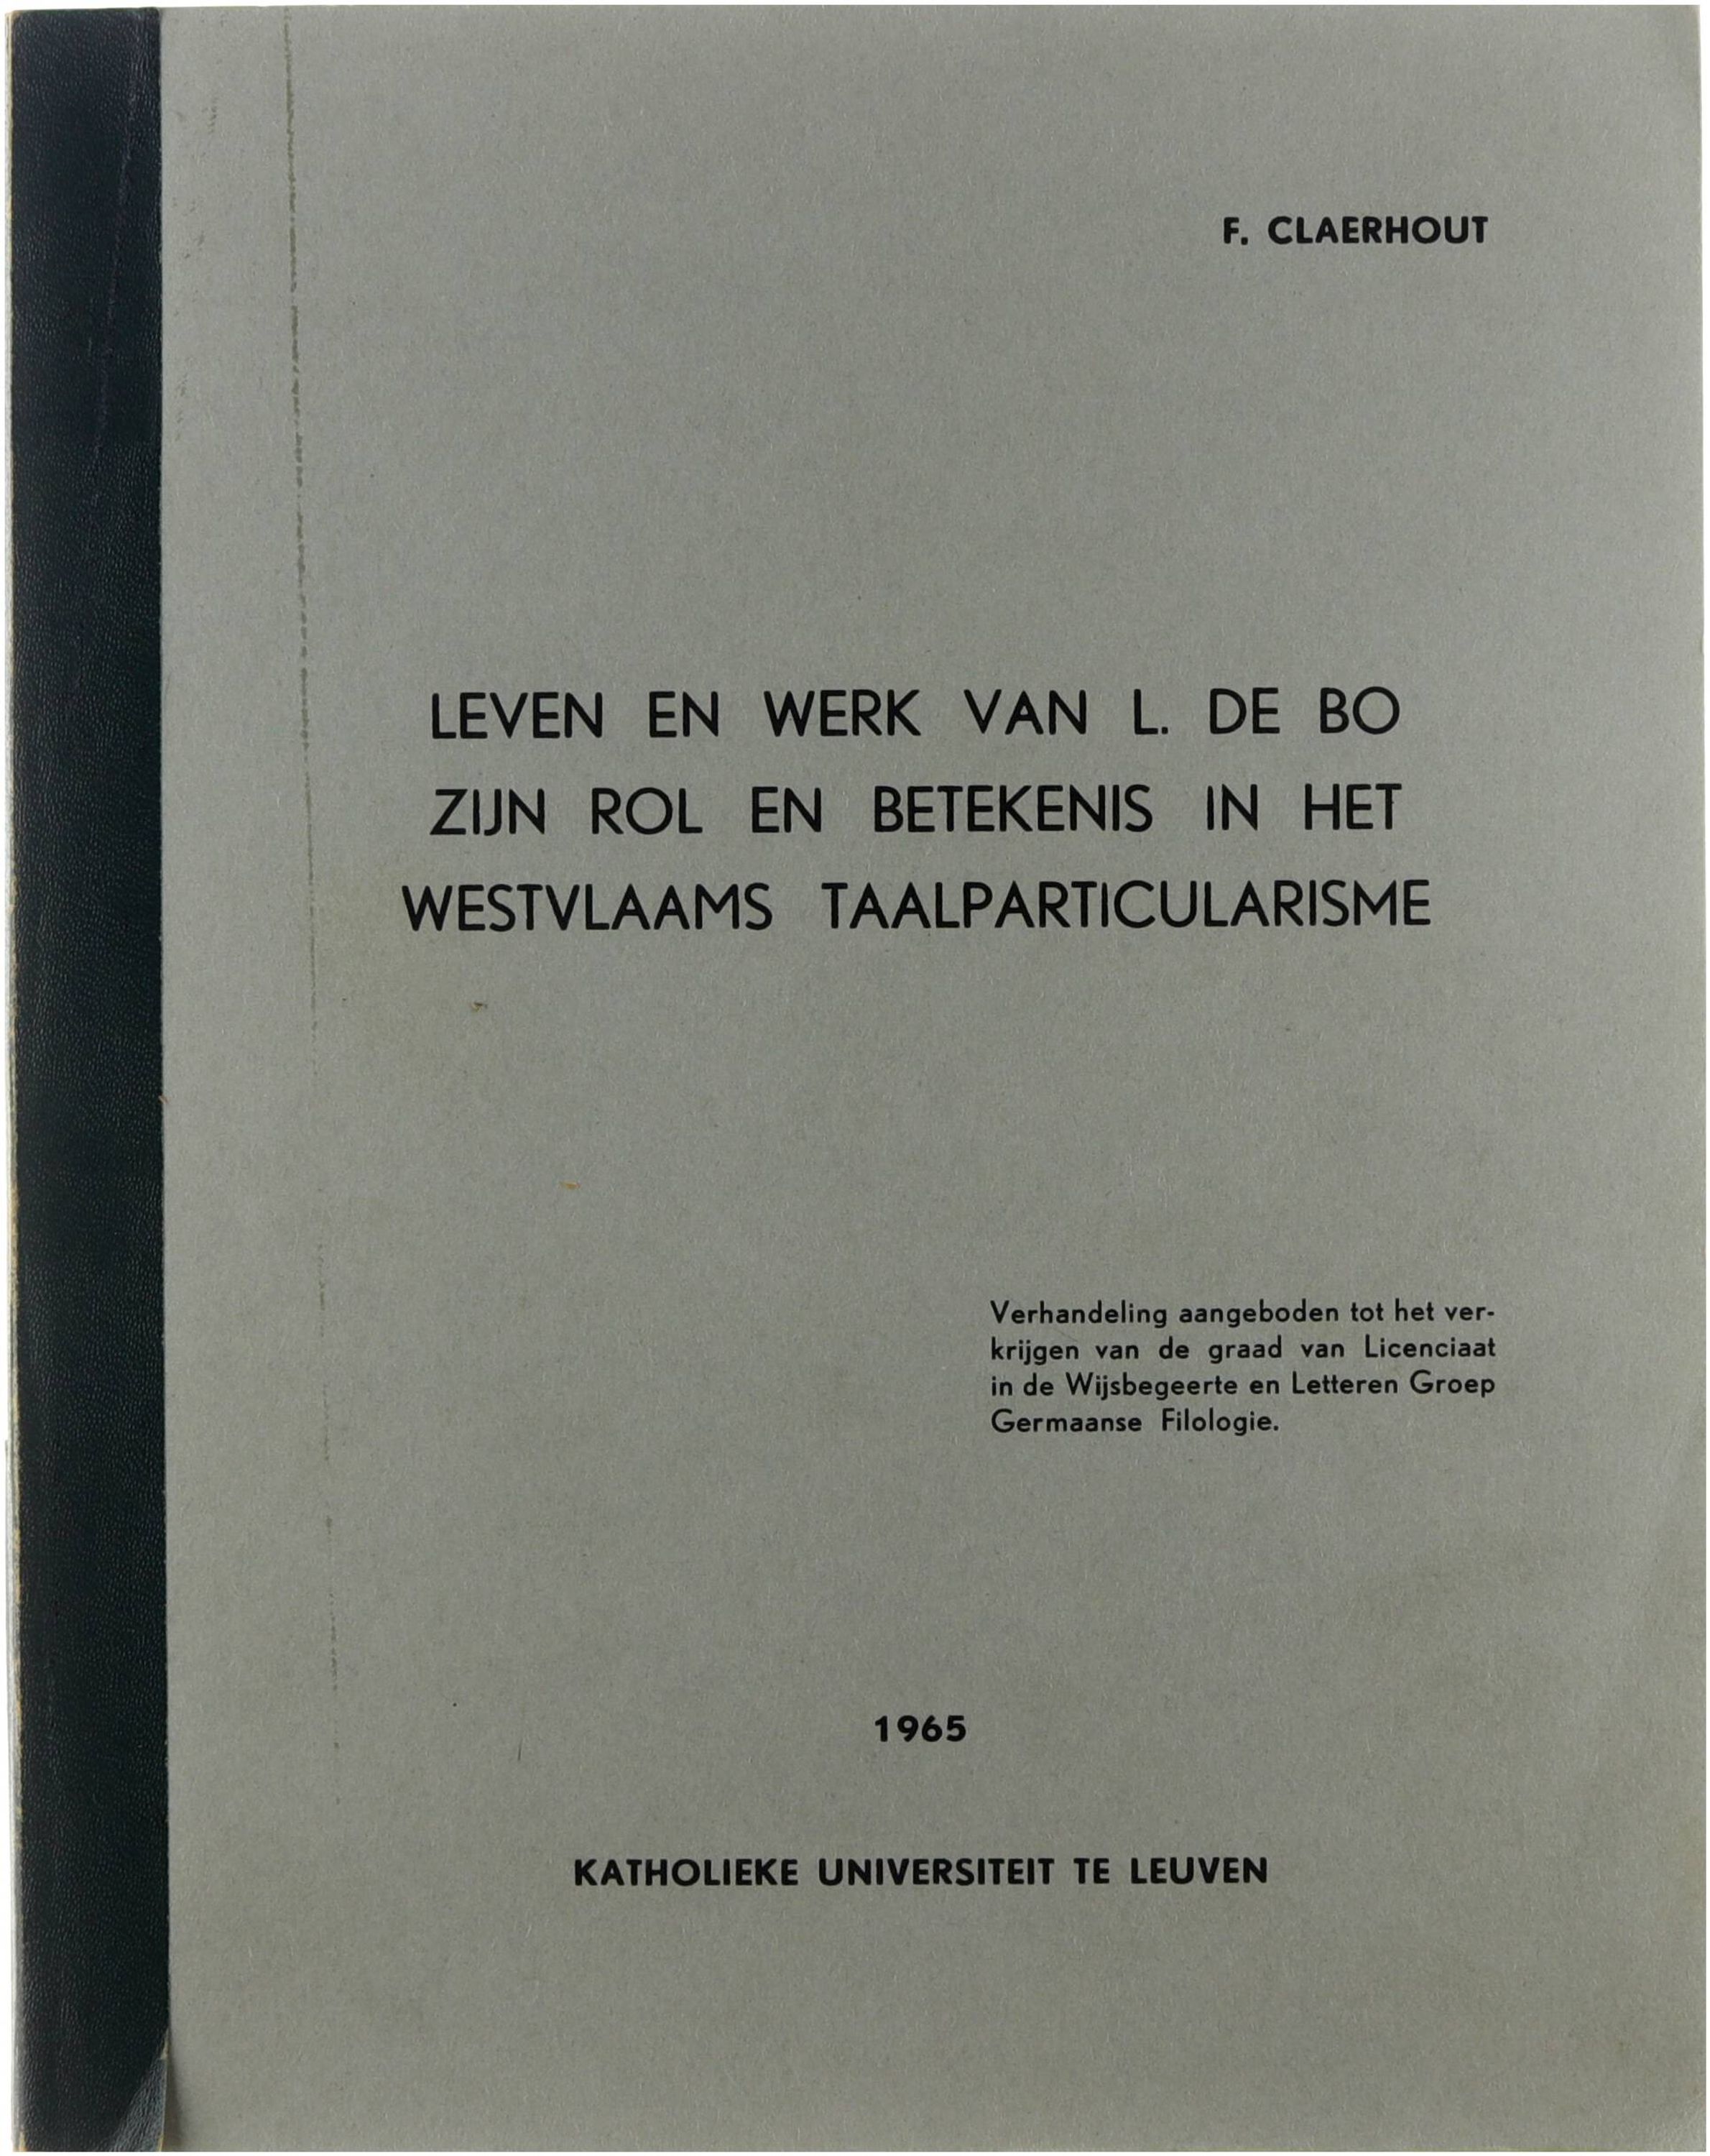 F. CLAERHOUT
LEVEN EN WERK VAN L. DE BO
ZIJN ROL EN BETEKENIS IN HET
WESTVLAAMS TAALPARTICULARISME
Verhandeling aangeboden tot het ver-
krijgen van de graad van Licenciaat
in de Wijsbegeerte en Letteren Groep
Germaanse Filologie.
1965
KATHOLIEKE UNIVERSITEIT TE LEUVEN